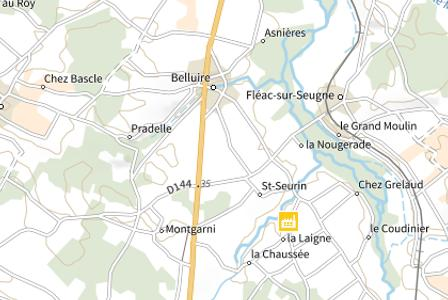 au Roy
Asnières
Chez Bascle
Belluire
Fléac-sur-Seugne
Pradelle
le Grand Moulin
la Nougerade
D144
35
St-Seurin
Chez Grelaud
Montgarni
la Laigne
le Coudinier
la Chaussée